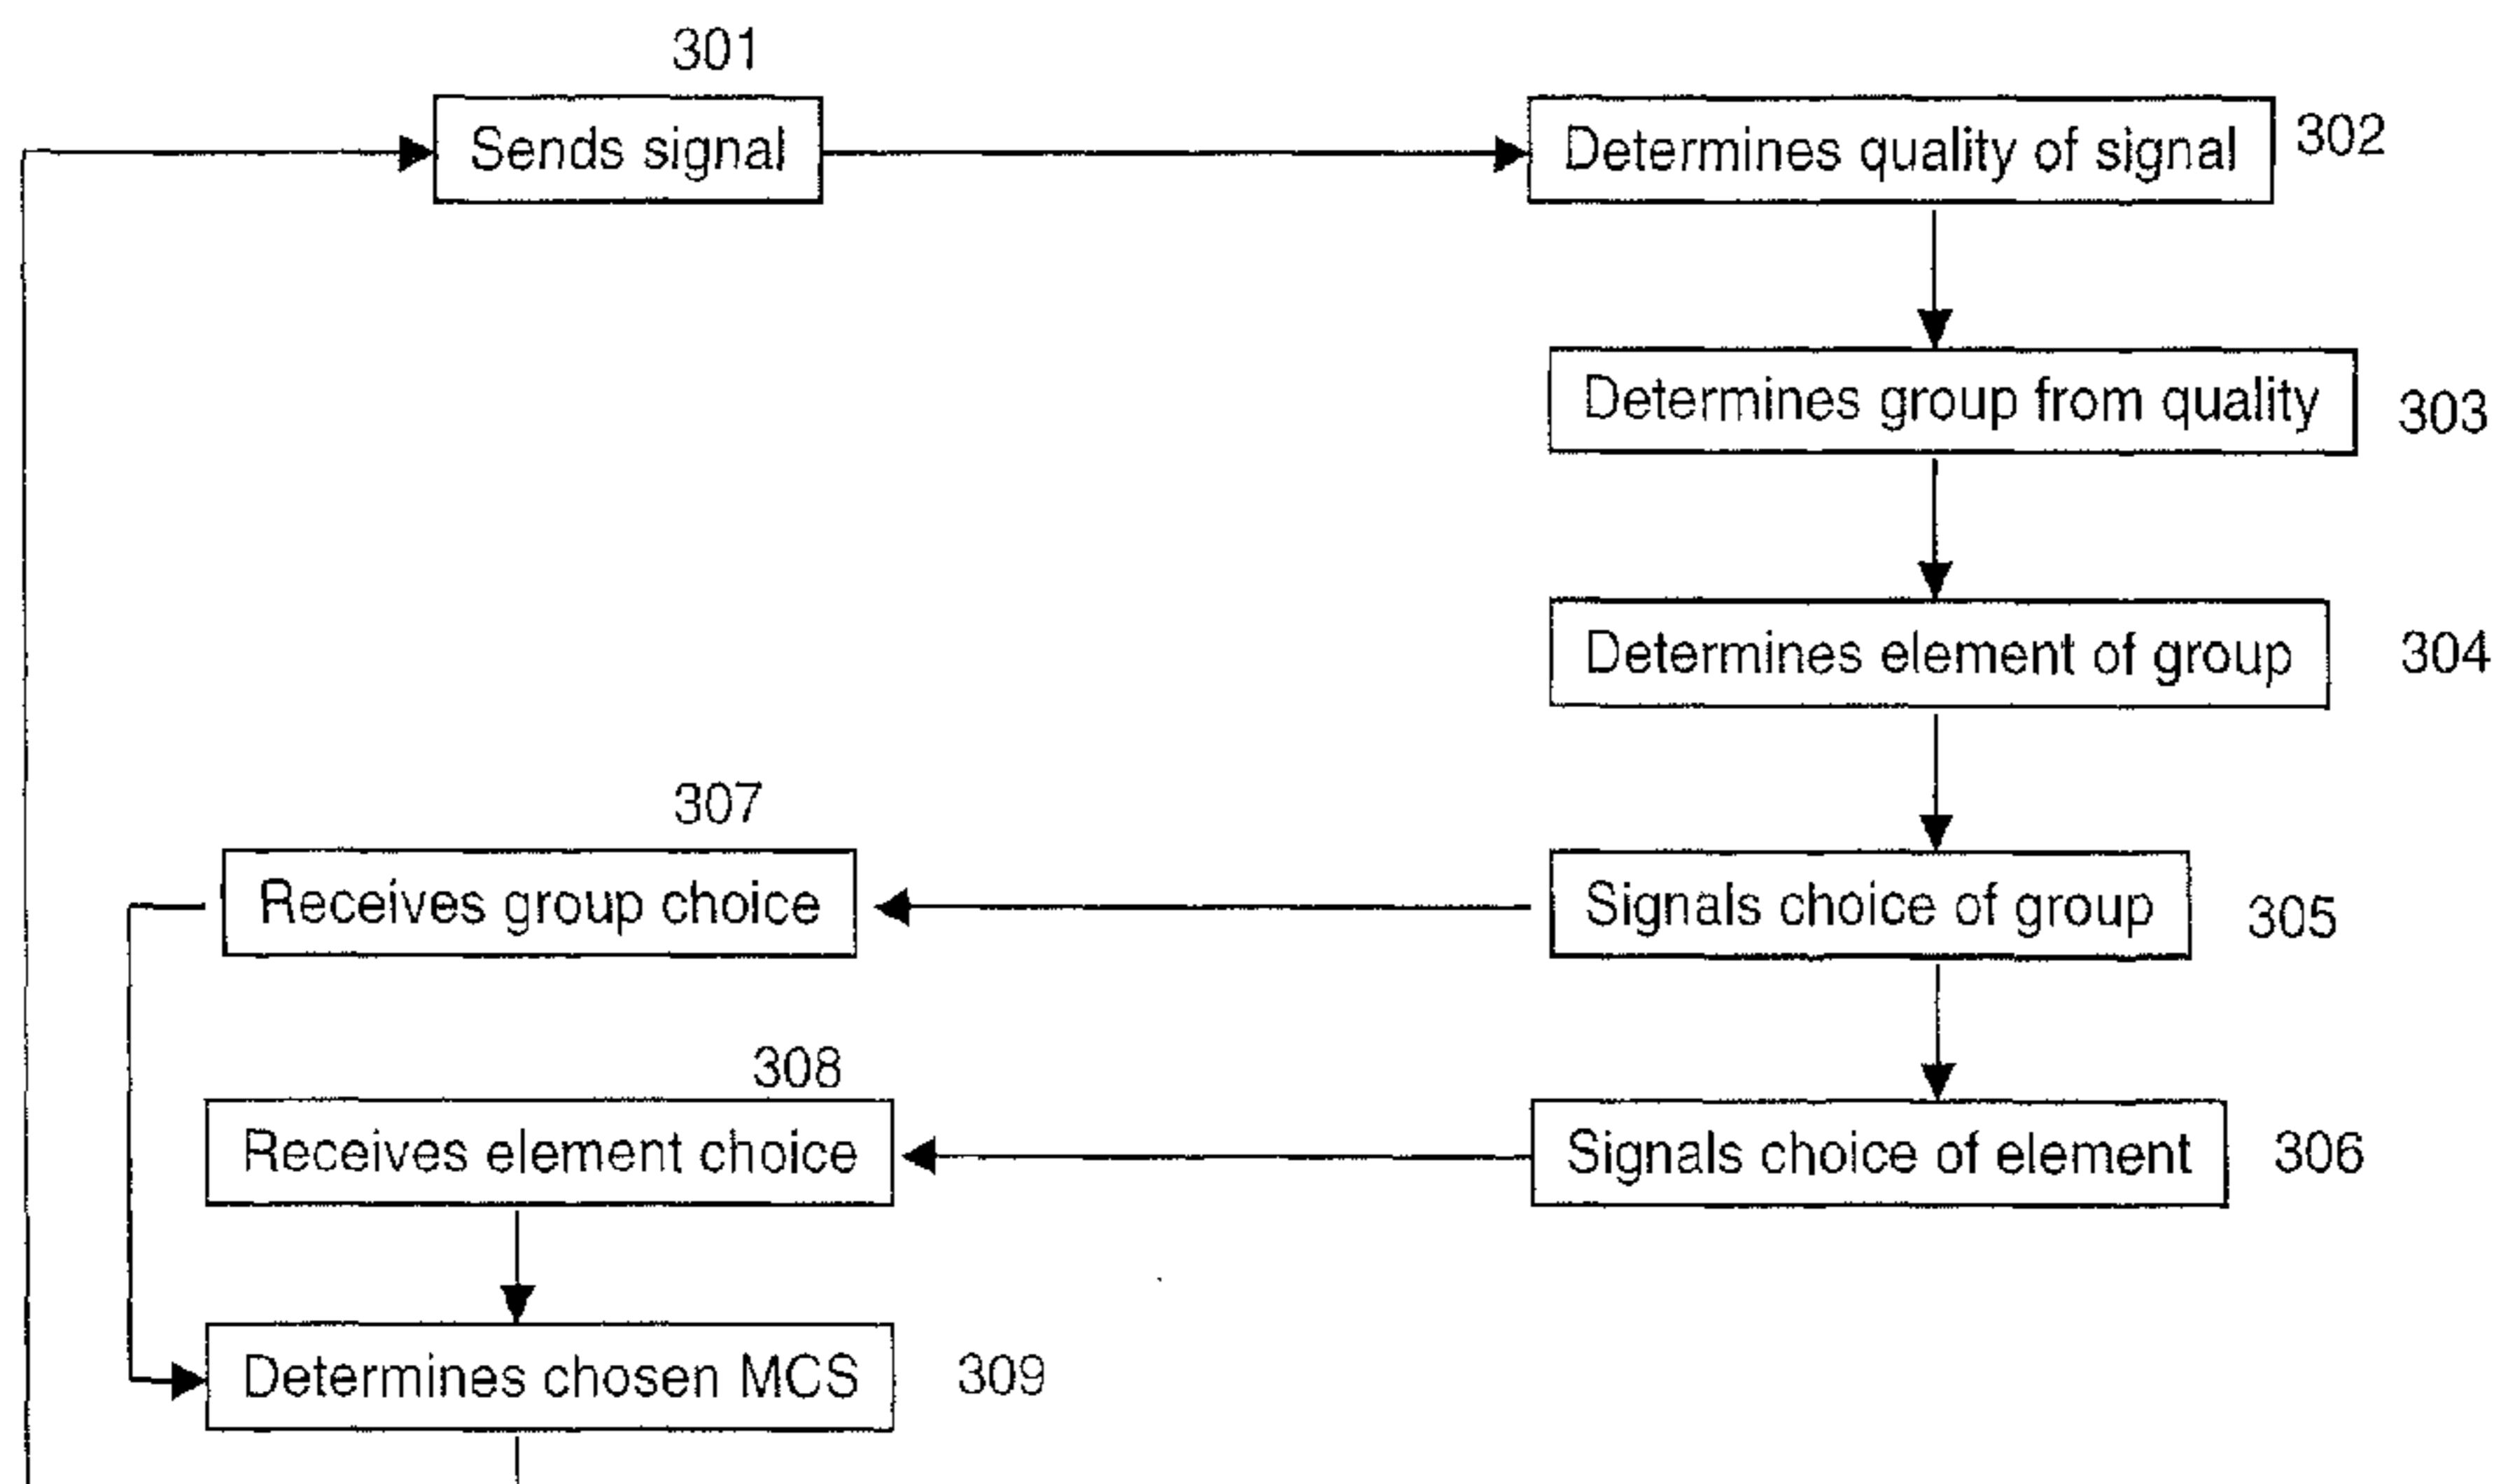 301
Sends signal
Determines quality of signal
302
Determines group from quality
303
Determines element of group
304
307
Receives group choice
Signals choice of group
305
308
Receives element choice
Signals choice of element
306
Determines chosen MCS
309